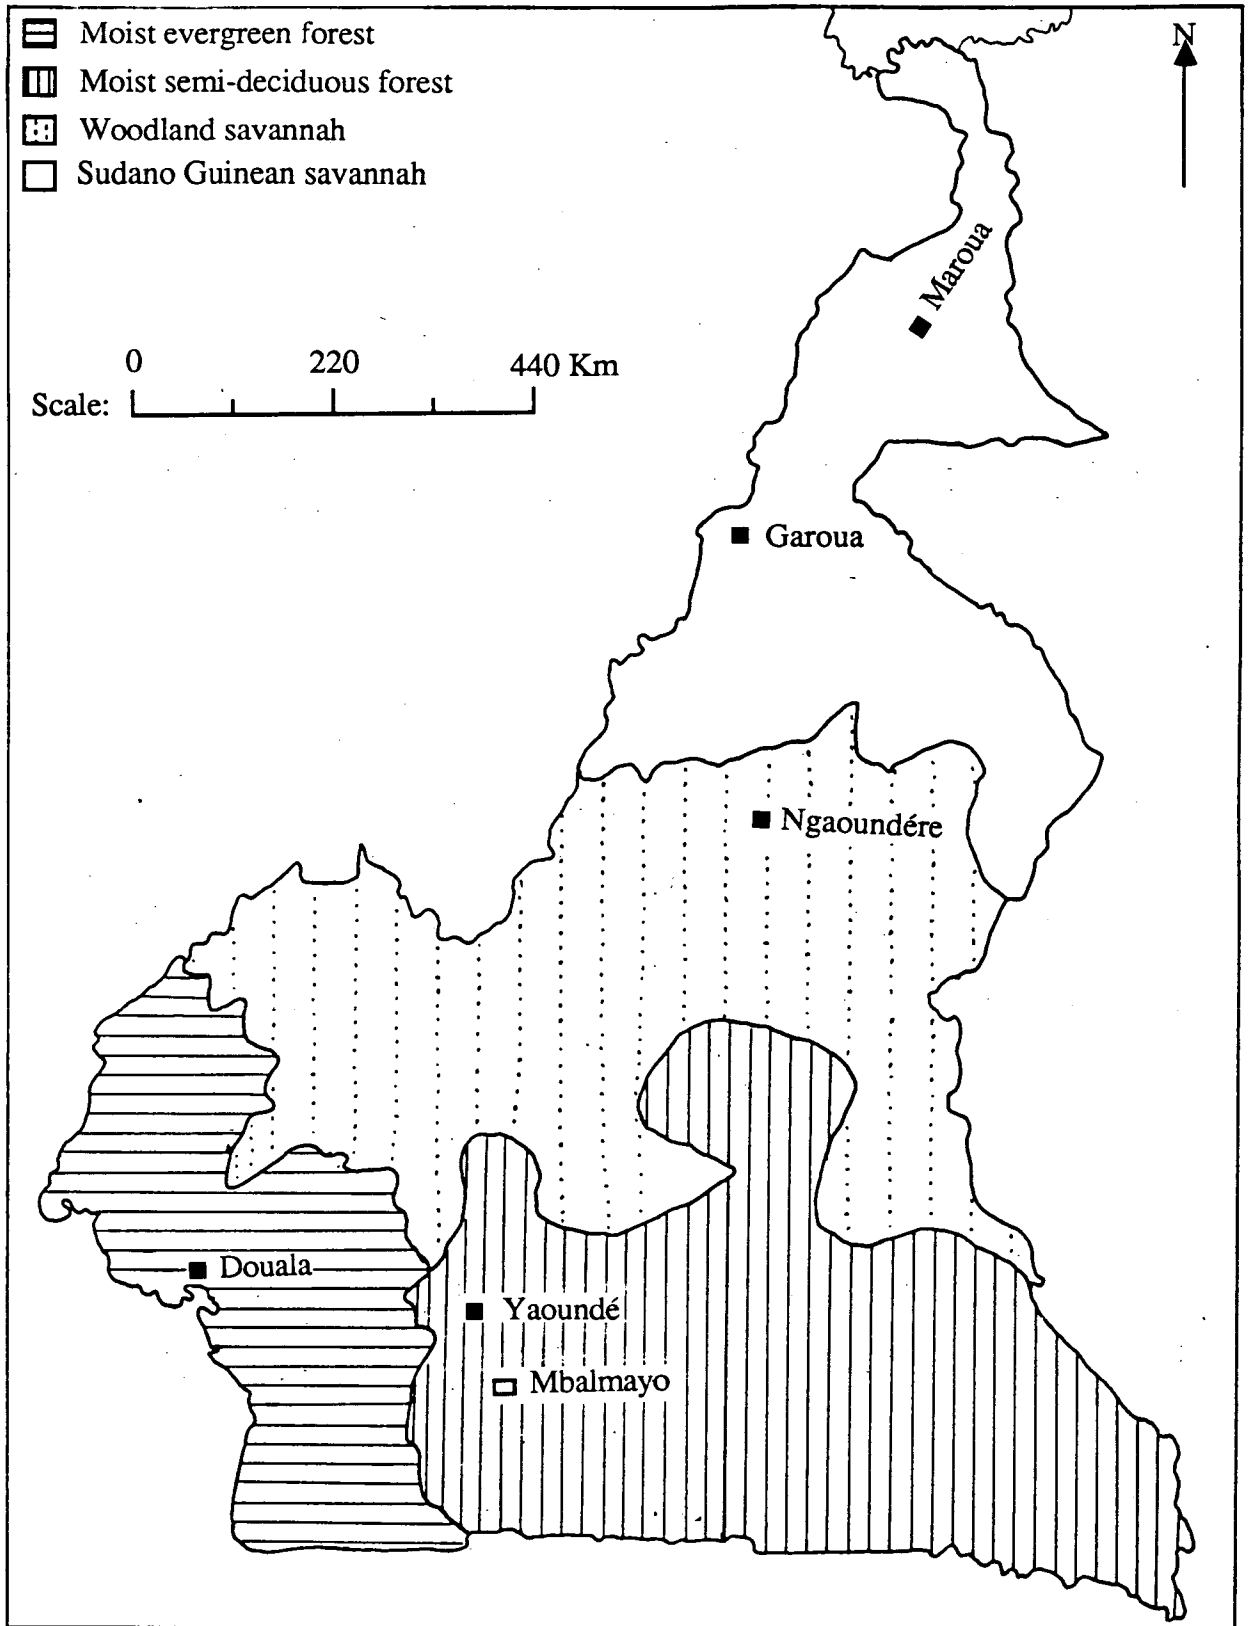 Moist evergreen forest
Moist semi-deciduous forest
Woodland savannah
Sudano Guinean savannah
N
Maroua
0 220 440 Km
Scale:
Garoua
Ngaoundére
Douala
Yaoundé
Mbalmayo